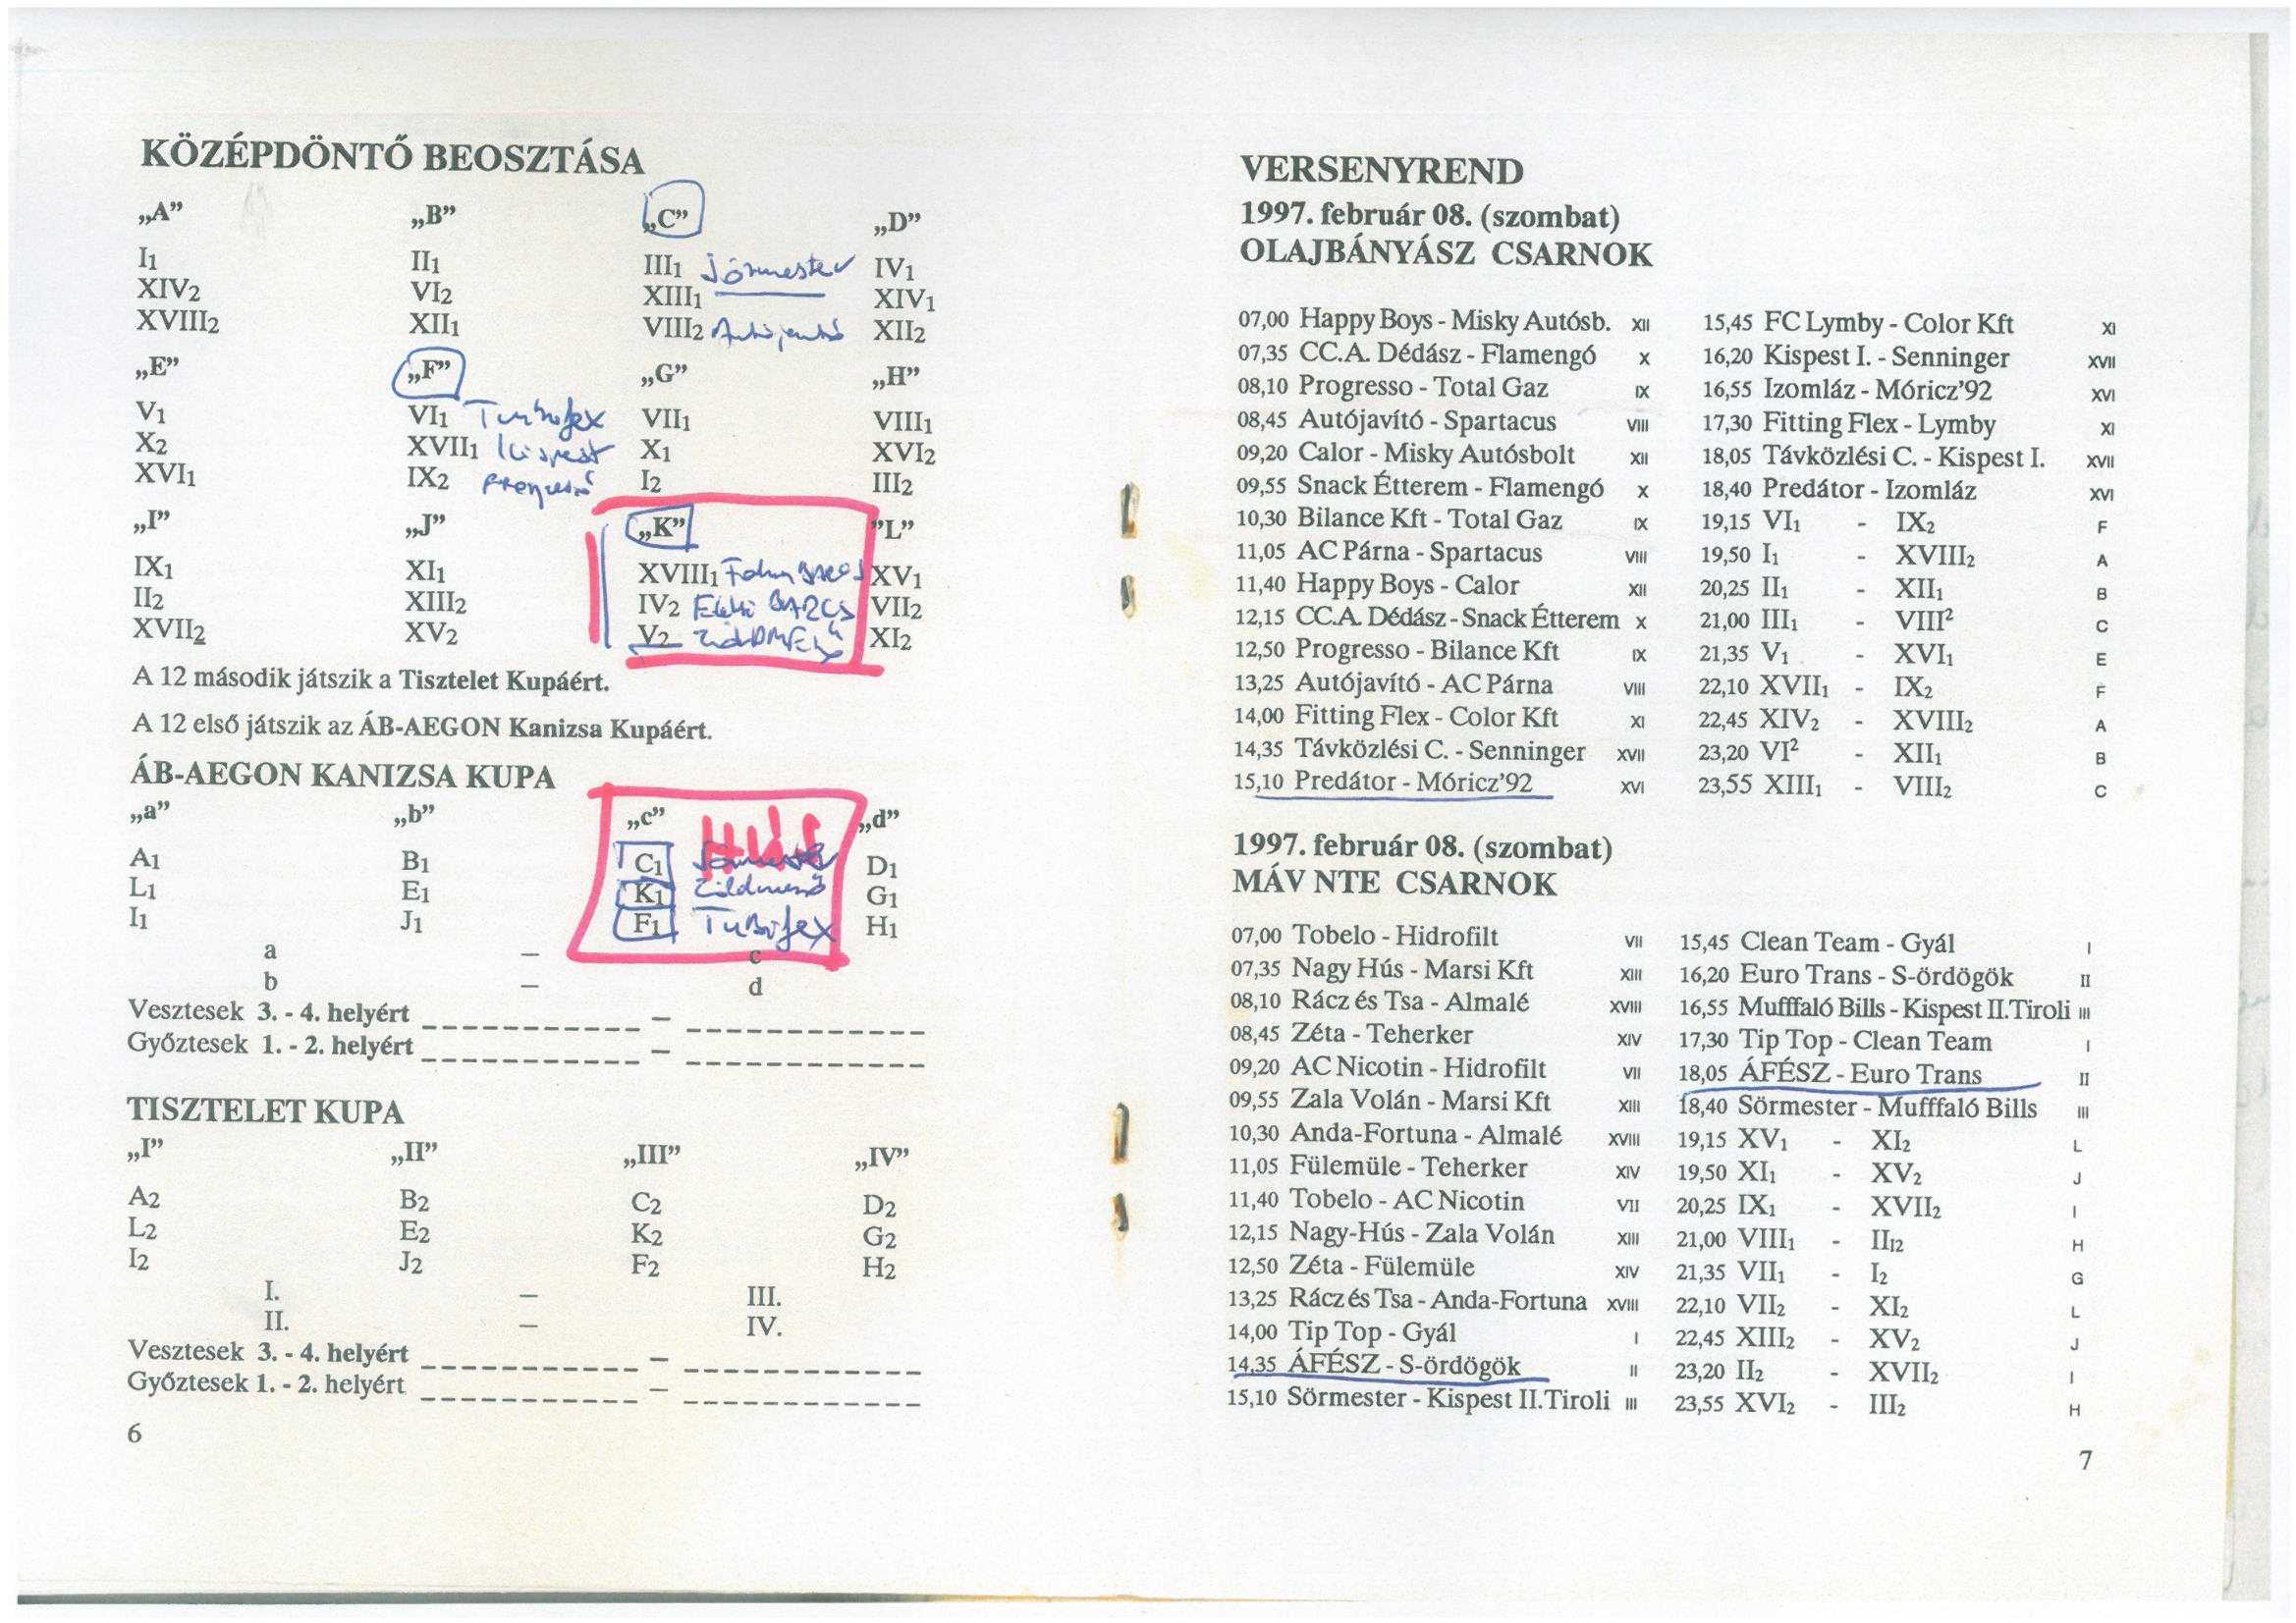 KÖZÉPDÖNTŐ BEOSZTÁSA
„A” „B” „C” „D”
I1 II1 III1 Sörmester IV1
XIV2 VI2 XIII1 XIV1
XVIII2 XII1 VIII2 Autójavító XII2
„E” „F” „G” „H”
V1 VI1 Turbófex VII1 VIII1
X2 XVII1 Kispest X1 XVI2
XVI1 IX2 I2 III2
„I” „J” „K” ”L”
IX1 XI1 XVIII1 XV1
II2 XIII2 IV2 BARCS VII2
XVII2 XV2 V2 XI2
A 12 második játszik a Tisztelet Kupáért.
A 12 első játszik az ÁB-AEGON Kanizsa Kupáért.
ÁB-AEGON KANIZSA KUPA
„a” „b” „c” „d”
A1 B1 C1 Sörmester D1
L1 E1 K1 Zöldmező G1
I1 J1 F1 Turbófex H1
a – c
b – d
Vesztesek 3. - 4. helyért –
Győztesek 1. - 2. helyért –
TISZTELET KUPA
„I” „II” „III” „IV”
A2 B2 C2 D2
L2 E2 K2 G2
I2 J2 F2 H2
I. – III.
II. – IV.
Vesztesek 3. - 4. helyért –
Győztesek 1. - 2. helyért –
6
VERSENYREND
1997. február 08. (szombat)
OLAJBÁNYÁSZ CSARNOK
07,00 Happy Boys - Misky Autósb. XII
07,35 CC.A. Dédász - Flamengó X
08,10 Progresso - Total Gaz IX
08,45 Autójavító - Spartacus VIII
09,20 Calor - Misky Autósbolt XII
09,55 Snack Étterem - Flamengó X
10,30 Bilance Kft - Total Gaz IX
11,05 AC Párna - Spartacus VIII
11,40 Happy Boys - Calor XII
12,15 CC.A. Dédász - Snack Étterem X
12,50 Progresso - Bilance Kft IX
13,25 Autójavító - AC Párna VIII
14,00 Fitting Flex - Color Kft XI
14,35 Távközlési C. - Senninger XVII
15,10 Predátor - Móricz’92 XVI
15,45 FC Lymby - Color Kft XI
16,20 Kispest I. - Senninger XVII
16,55 Izomláz - Móricz’92 XVI
17,30 Fitting Flex - Lymby XI
18,05 Távközlési C. - Kispest I. XVII
18,40 Predátor - Izomláz XVI
19,15 VI1 - IX2 F
19,50 I1 - XVIII2 A
20,25 II1 - XII1 B
21,00 III1 - VIII² C
21,35 V1 - XVI1 E
22,10 XVII1 - IX2 F
22,45 XIV2 - XVIII2 A
23,20 VI² - XII1 B
23,55 XIII1 - VIII2 C
1997. február 08. (szombat)
MÁV NTE CSARNOK
07,00 Tobelo - Hidrofilt VII
07,35 Nagy Hús - Marsi Kft XIII
08,10 Rácz és Tsa - Almalé XVIII
08,45 Zéta - Teherker XIV
09,20 AC Nicotin - Hidrofilt VII
09,55 Zala Volán - Marsi Kft XIII
10,30 Anda-Fortuna - Almalé XVIII
11,05 Fülemüle - Teherker XIV
11,40 Tobelo - AC Nicotin VII
12,15 Nagy-Hús - Zala Volán XIII
12,50 Zéta - Fülemüle XIV
13,25 Rácz és Tsa - Anda-Fortuna XVIII
14,00 Tip Top - Gyál I
14,35 ÁFÉSZ - S-ördögök II
15,10 Sörmester - Kispest II.Tiroli III
15,45 Clean Team - Gyál I
16,20 Euro Trans - S-ördögök II
16,55 Mufffaló Bills - Kispest II.Tiroli III
17,30 Tip Top - Clean Team I
18,05 ÁFÉSZ - Euro Trans II
18,40 Sörmester - Mufffaló Bills III
19,15 XV1 - XI2 L
19,50 XI1 - XV2 J
20,25 IX1 - XVII2 I
21,00 VIII1 - II12 H
21,35 VII1 - I2 G
22,10 VII2 - XI2 L
22,45 XIII2 - XV2 J
23,20 II2 - XVII2 I
23,55 XVI2 - III2 H
7